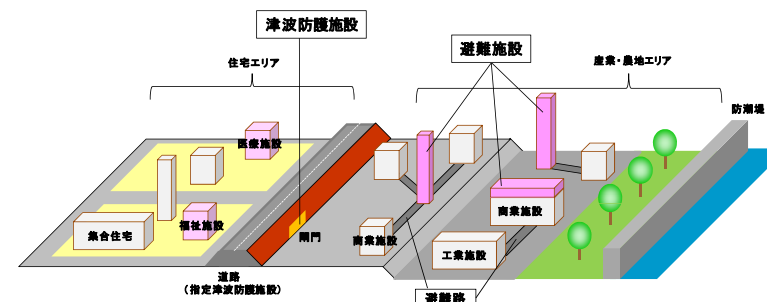 津波防護施設
避難施設
住宅エリア
産業・農地エリア
防潮堤
医療施設
福祉施設
集合住宅
閘門
商業施設
商業施設
工業施設
道路
（指定津波防護施設）
避難路